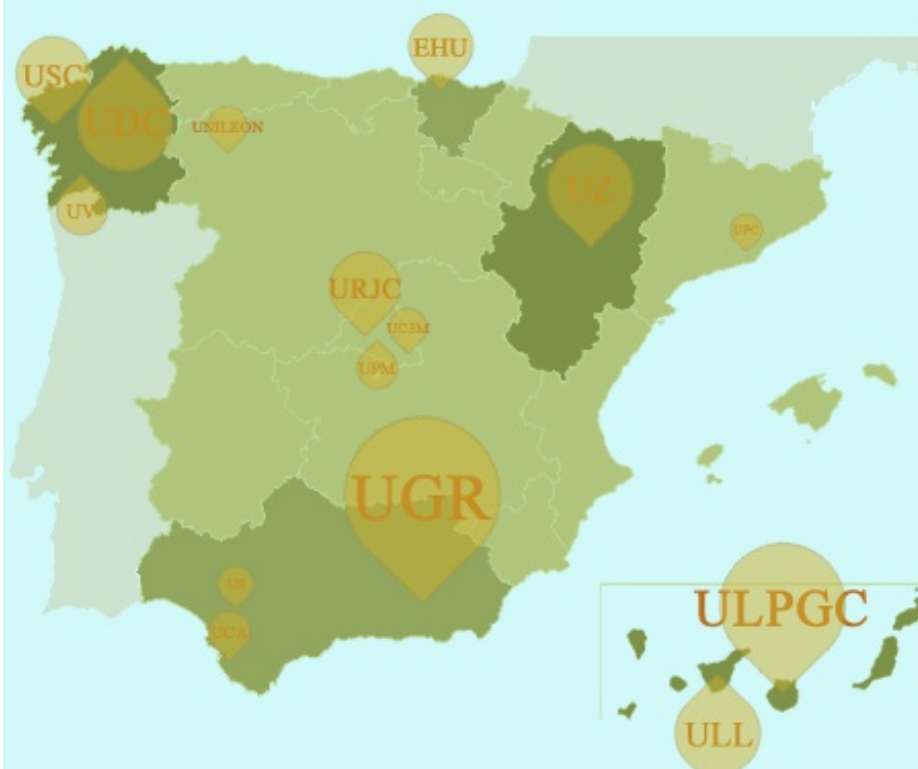 EHU
USC
UDC
UNILEON
UZ
UV
UPC
URJC
UC3M
UPM
UGR
US
ULPGC
UCA
ULL